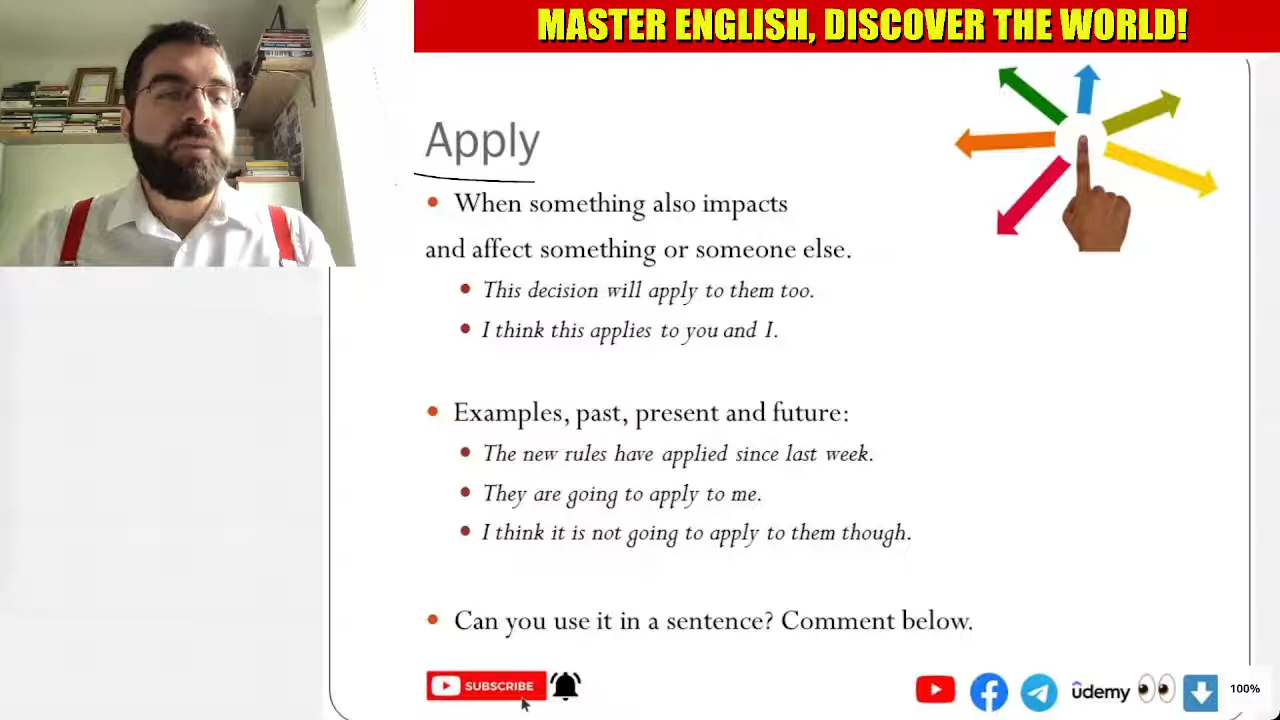 MASTER ENGLISH, DISCOVER THE WORLD!
Apply
When something also impacts
and affect something or someone else.
This decision will apply to them too.
I think this applies to you and I.
Examples, past, present and future:
The new rules have applied since last week.
They are going to apply to me.
I think it is not going to apply to them though.
Can you use it in a sentence? Comment below.
SUBSCRIBE
ûdemy
100%